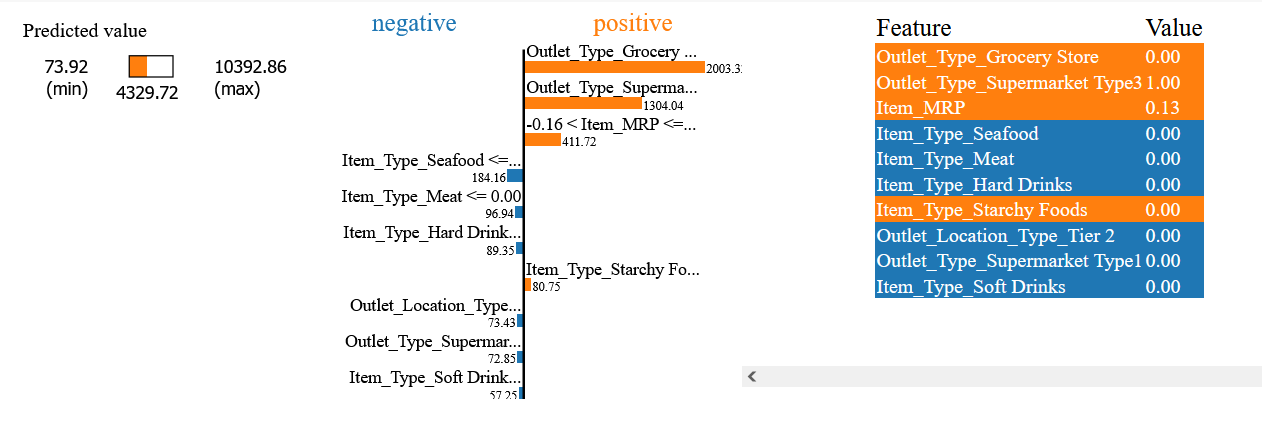 Predicted value
73.92
(min)
4329.72
10392.86
(max)
negative
positive
Outlet_Type_Grocery ...
2003.3
Outlet_Type_Superma...
1304.04
-0.16 < Item_MRP <=...
411.72
Item_Type_Seafood <=...
184.16
Item_Type_Meat <= 0.00
96.94
Item_Type_Hard Drink...
89.35
Item_Type_Starchy Fo...
80.75
Outlet_Location_Type...
73.43
Outlet_Type_Supermar...
72.85
Item_Type_Soft Drink...
57.25
Feature Value
Outlet_Type_Grocery Store 0.00
Outlet_Type_Supermarket Type3 1.00
Item_MRP 0.13
Item_Type_Seafood 0.00
Item_Type_Meat 0.00
Item_Type_Hard Drinks 0.00
Item_Type_Starchy Foods 0.00
Outlet_Location_Type_Tier 2 0.00
Outlet_Type_Supermarket Type1 0.00
Item_Type_Soft Drinks 0.00